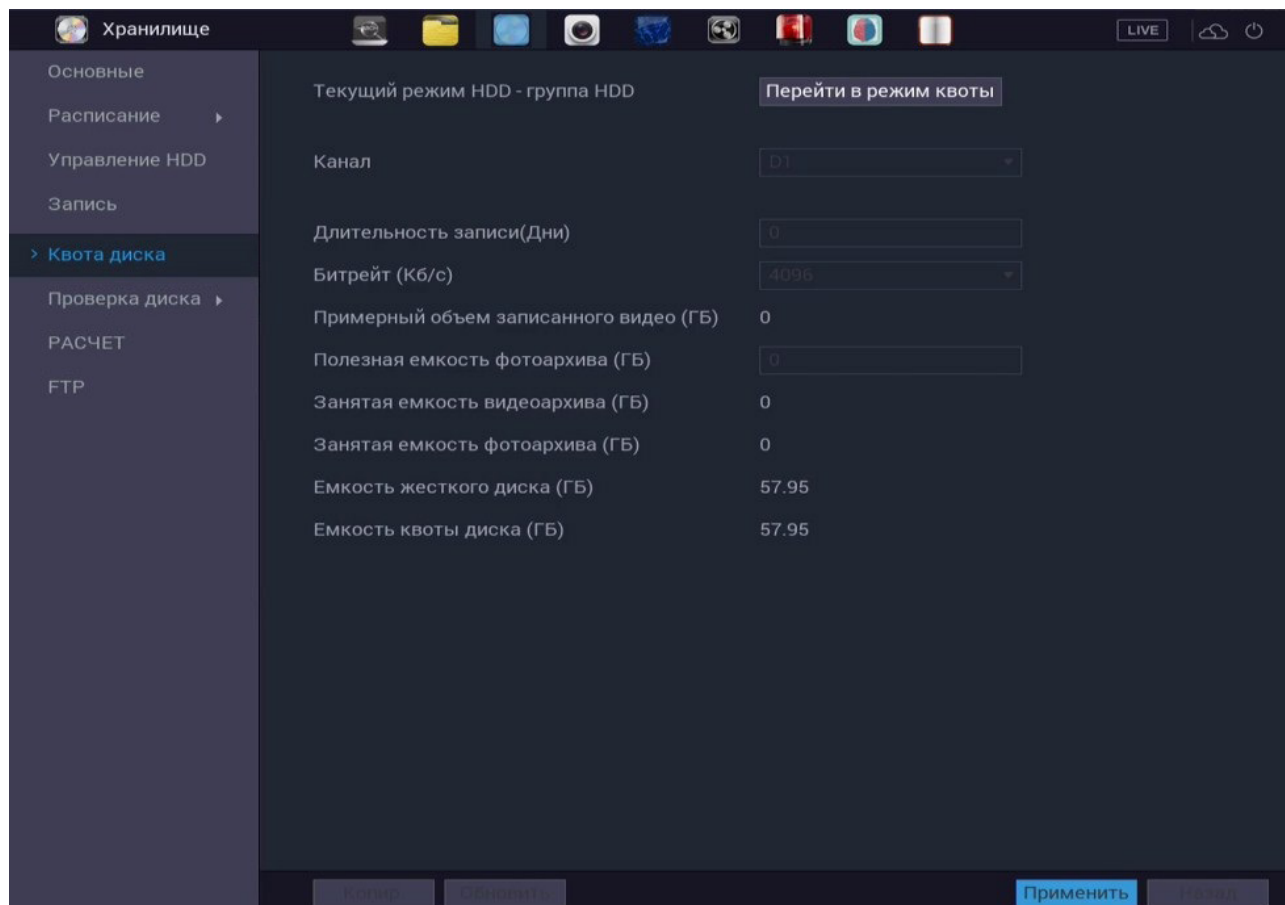 Хранилище
LIVE
Основные
Расписание
Управление HDD
Запись
Квота диска
Проверка диска
РАСЧЕТ
FTP
Текущий режим HDD - группа HDD Перейти в режим квоты
Канал D1
Длительность записи(Дни) 0
Битрейт (Кб/с) 4096
Примерный объем записанного видео (ГБ) 0
Полезная емкость фотоархива (ГБ) 0
Занятая емкость видеоархива (ГБ) 0
Занятая емкость фотоархива (ГБ) 0
Емкость жесткого диска (ГБ) 57.95
Емкость квоты диска (ГБ) 57.95
Копир Обновить Применить Назад